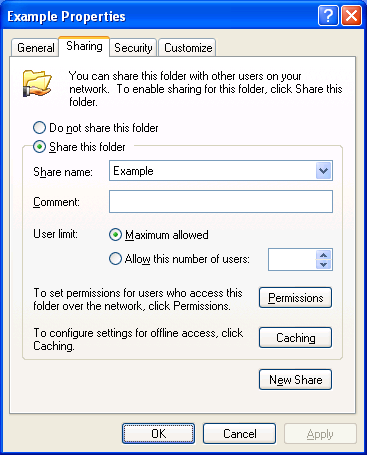 Example Properties
General Sharing Security Customize
You can share this folder with other users on your
network. To enable sharing for this folder, click Share this
folder.
Do not share this folder
Share this folder
Share name: Example
Comment:
User limit: Maximum allowed
Allow this number of users:
To set permissions for users who access this
folder over the network, click Permissions.
Permissions
To configure settings for offline access, click
Caching.
Caching
New Share
OK Cancel Apply